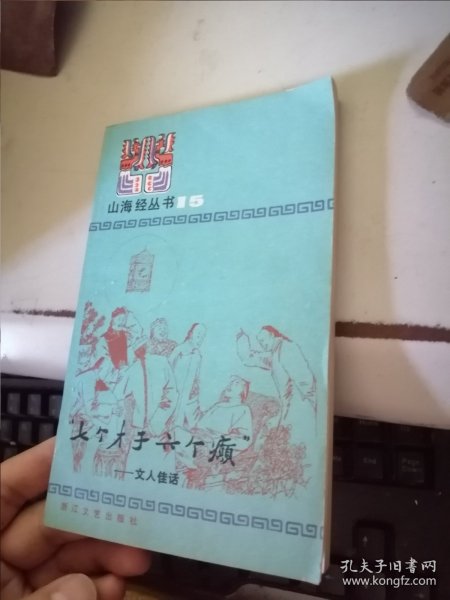 山海经丛书15
“七个才子六个癫”
——文人佳话
浙江文艺出版社
孔夫子旧书网
www.kongfz.com